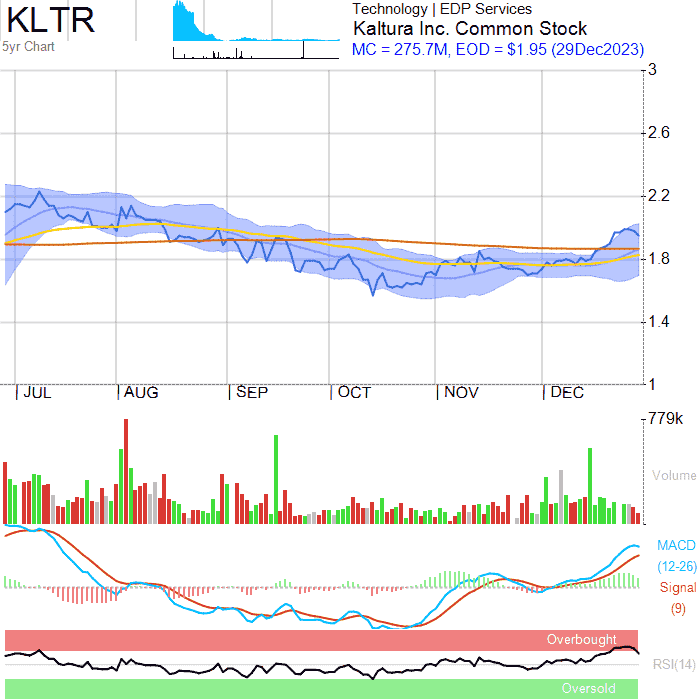 KLTR
5yr Chart
Technology | EDP Services
Kaltura Inc. Common Stock
MC = 275.7M, EOD = $1.95 (29Dec2023)
3
2.6
2.2
1.8
1.4
1
JUL AUG SEP OCT NOV DEC
779k
Volume
MACD
(12-26)
Signal
(9)
Overbought
RSI(14)
Oversold